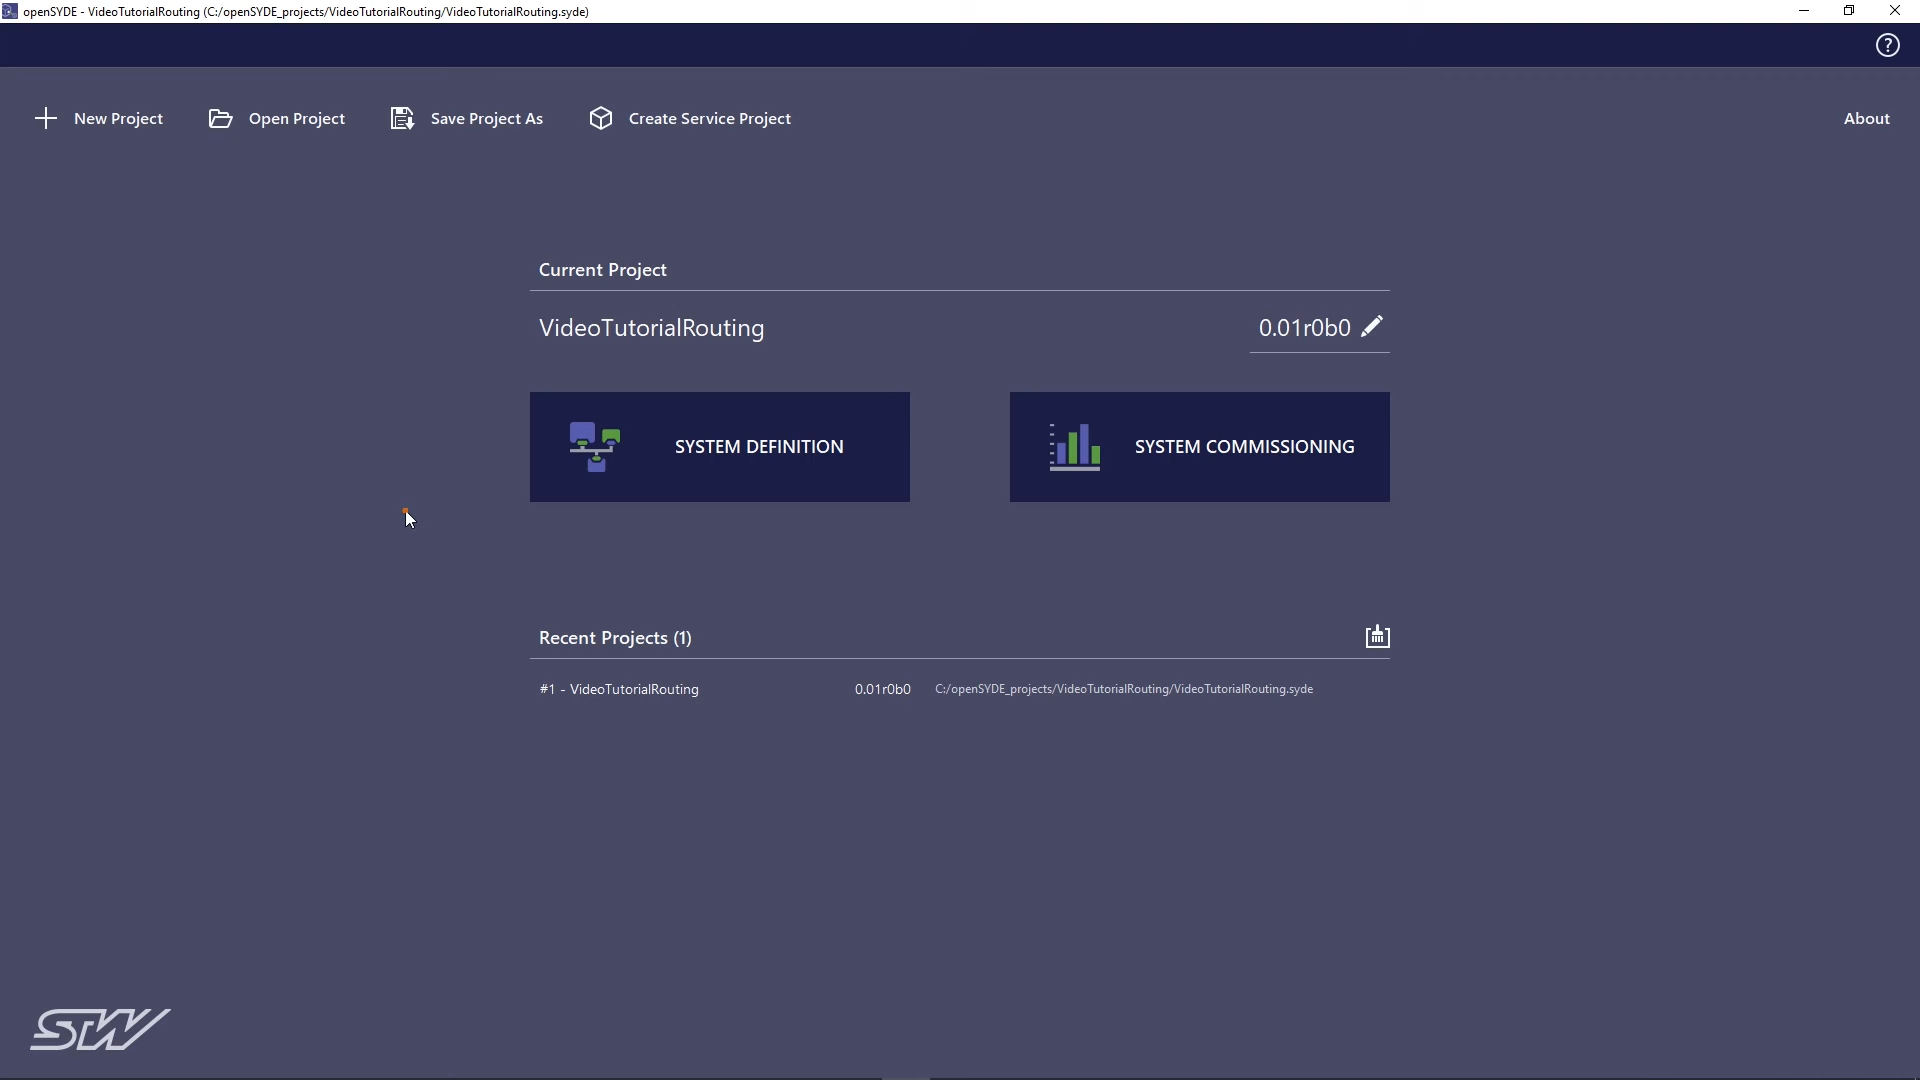 openSYDE - VideoTutorialRouting (C:/openSYDE_projects/VideoTutorialRouting/VideoTutorialRouting.syde)
?
New Project
Open Project
Save Project As
Create Service Project
About
Current Project
VideoTutorialRouting
0.01r0b0
SYSTEM DEFINITION
SYSTEM COMMISSIONING
Recent Projects (1)
#1 - VideoTutorialRouting 0.01r0b0 C:/openSYDE_projects/VideoTutorialRouting/VideoTutorialRouting.syde
STW